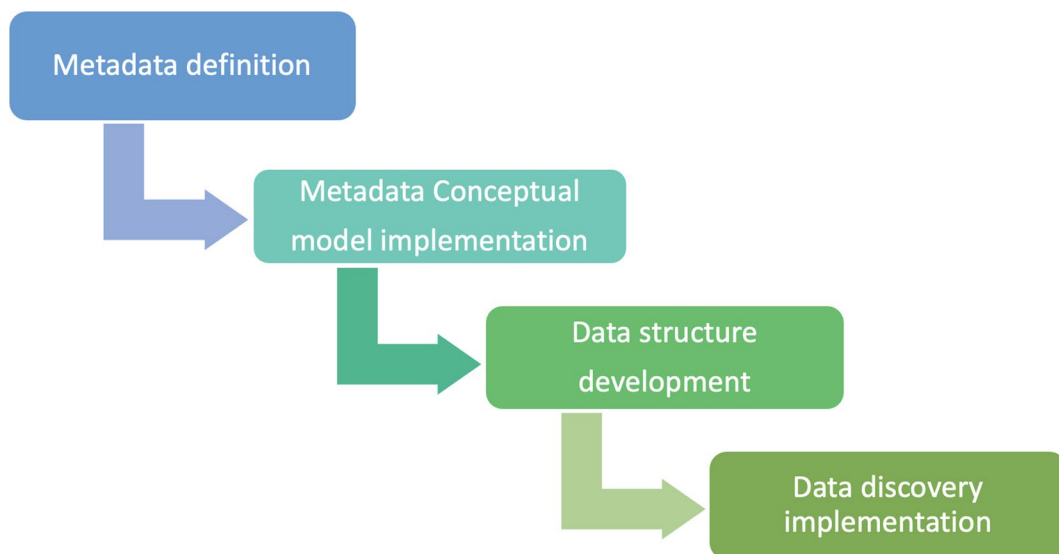 Metadata definition
Metadata Conceptual
model implementation
Data structure
development
Data discovery
implementation